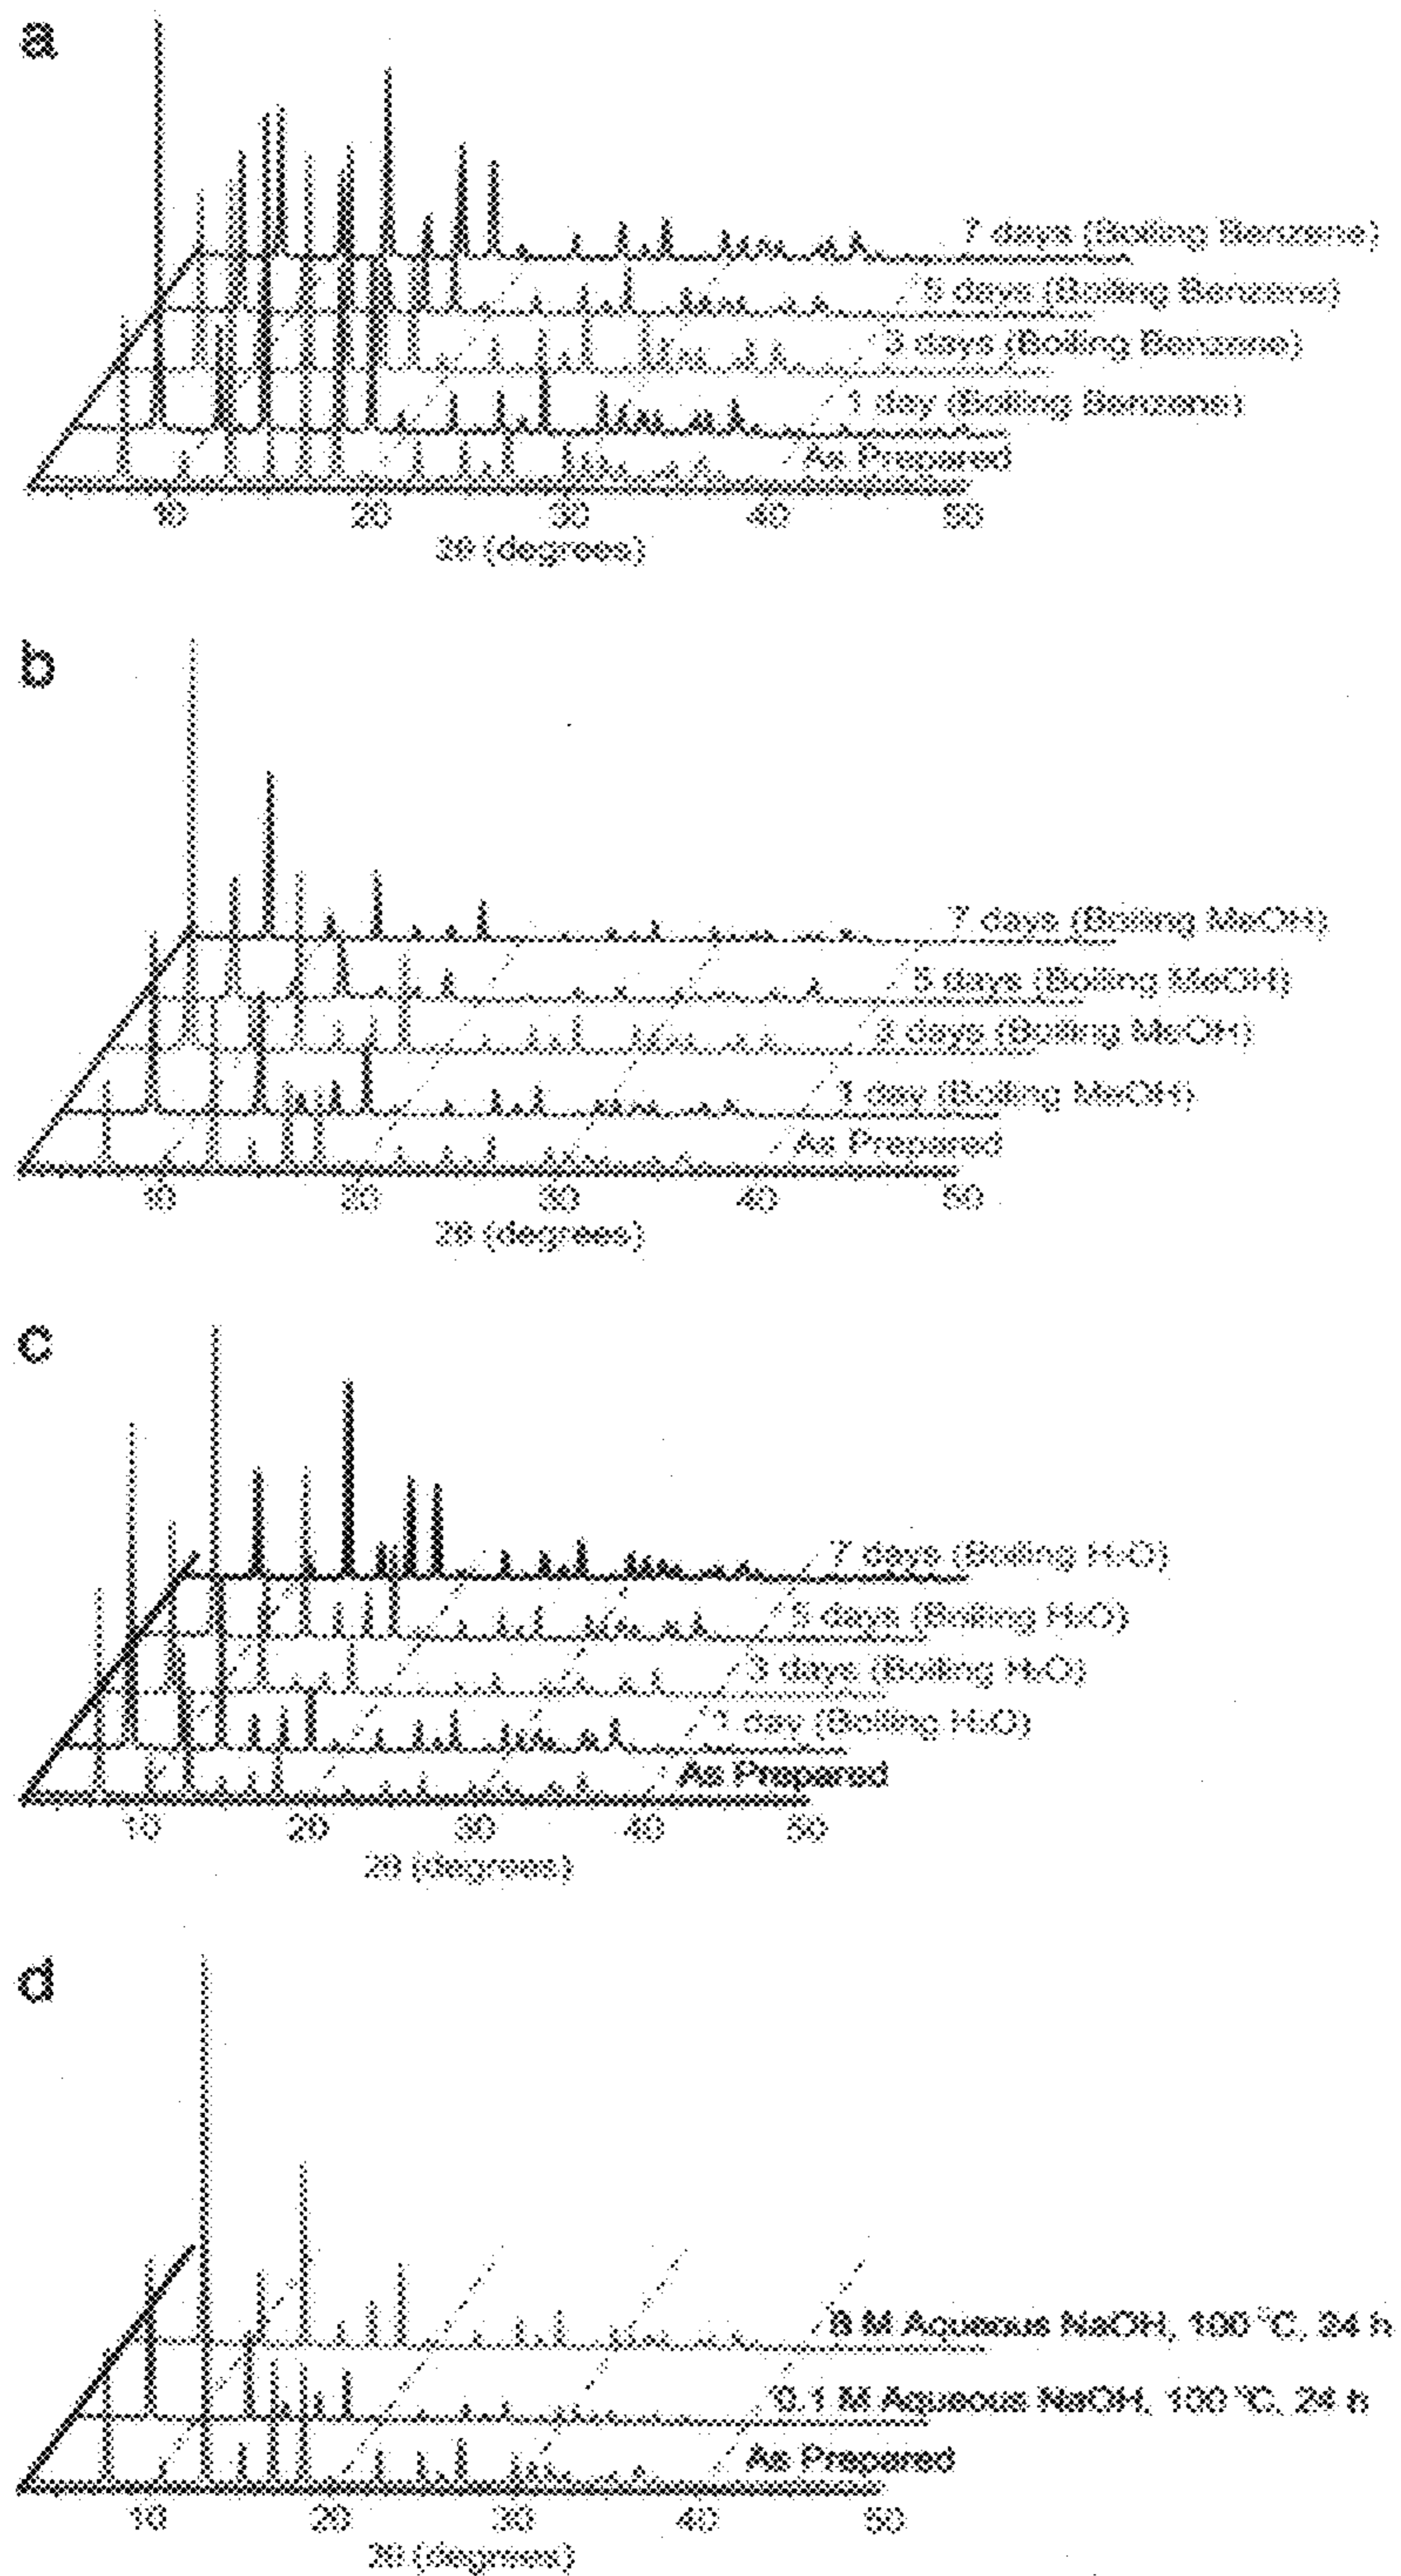 a
7 days (Boiling Benzene)
5 days (Boiling Benzene)
3 days (Boiling Benzene)
1 day (Boiling Benzene)
As Prepared
10 20 30 40 50
2θ (degrees)
b
7 days (Boiling MeOH)
5 days (Boiling MeOH)
3 days (Boiling MeOH)
1 day (Boiling MeOH)
As Prepared
10 20 30 40 50
2θ (degrees)
c
7 days (Boiling H₂O)
5 days (Boiling H₂O)
3 days (Boiling H₂O)
1 day (Boiling H₂O)
As Prepared
10 20 30 40 50
2θ (degrees)
d
8 M Aqueous NaOH, 100 °C, 24 h
0.1 M Aqueous NaOH, 100 °C, 24 h
As Prepared
10 20 30 40 50
2θ (degrees)